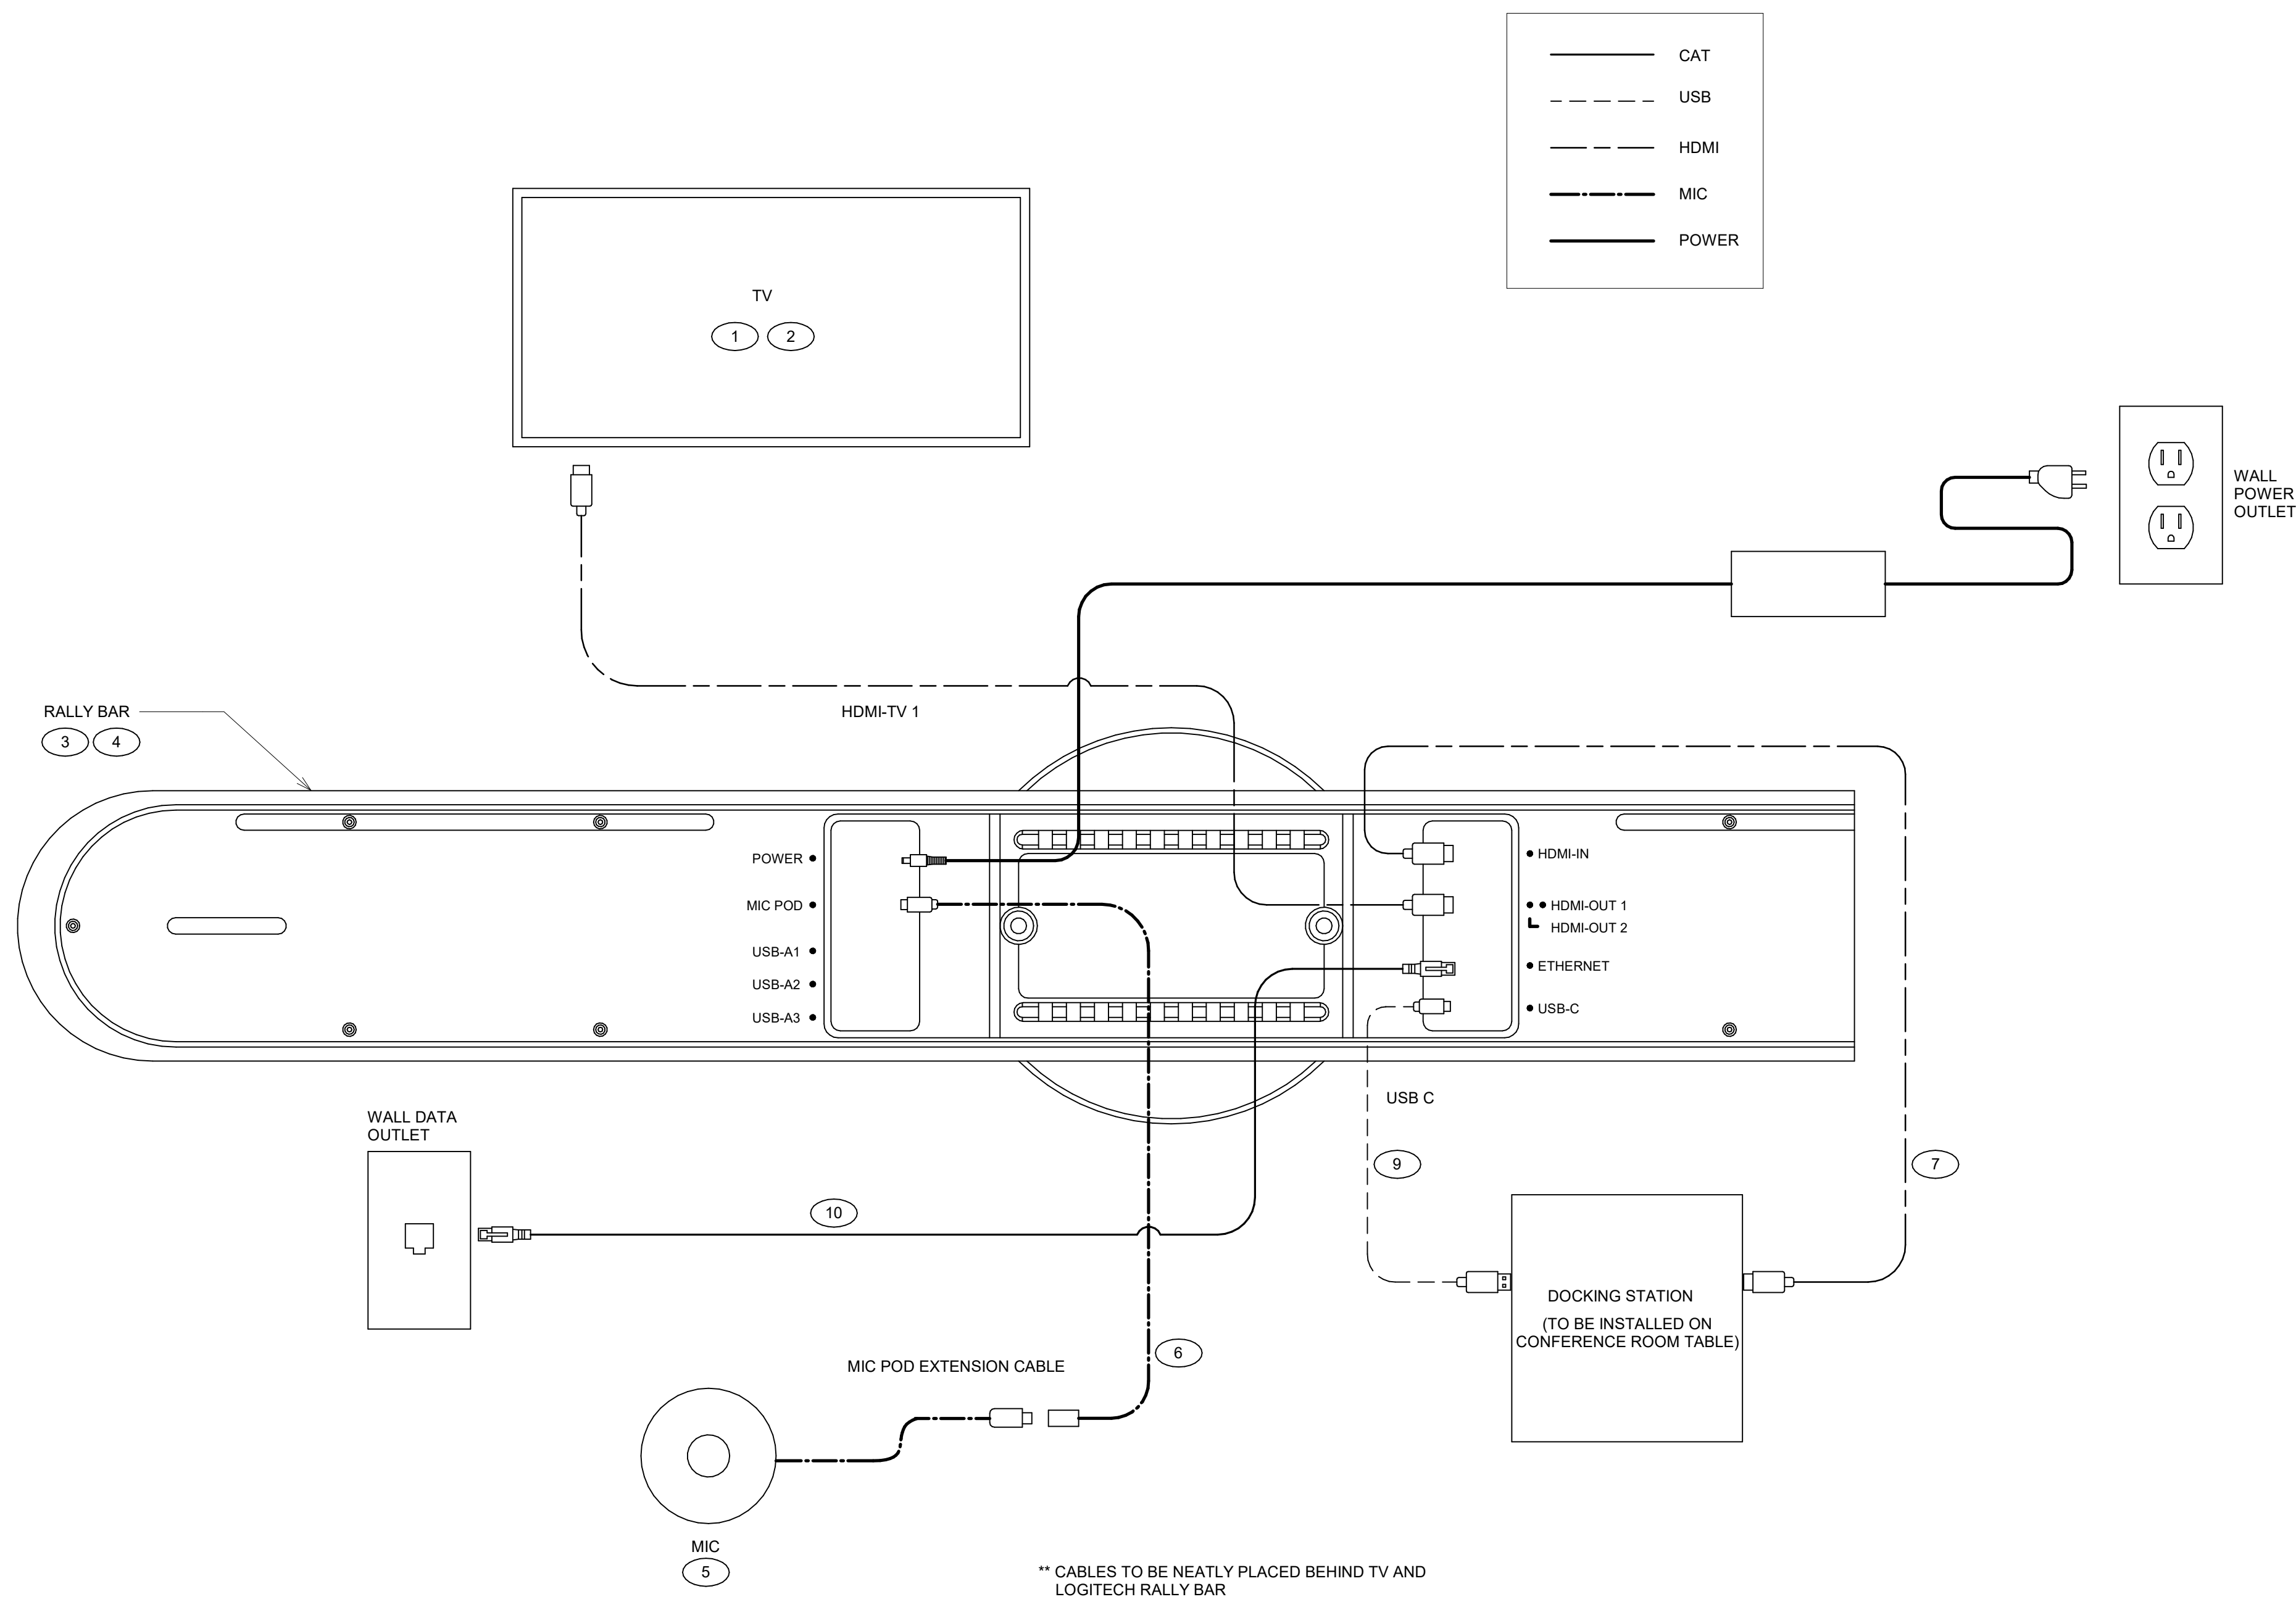 CAT
USB
HDMI
MIC
POWER
TV
1
2
WALL
POWER
OUTLET
RALLY BAR
3
4
HDMI-TV 1
POWER
MIC POD
USB-A1
USB-A2
USB-A3
HDMI-IN
HDMI-OUT 1
HDMI-OUT 2
ETHERNET
USB-C
WALL DATA
OUTLET
USB C
9
7
10
DOCKING STATION
(TO BE INSTALLED ON
CONFERENCE ROOM TABLE)
6
MIC POD EXTENSION CABLE
MIC
5
** CABLES TO BE NEATLY PLACED BEHIND TV AND
LOGITECH RALLY BAR